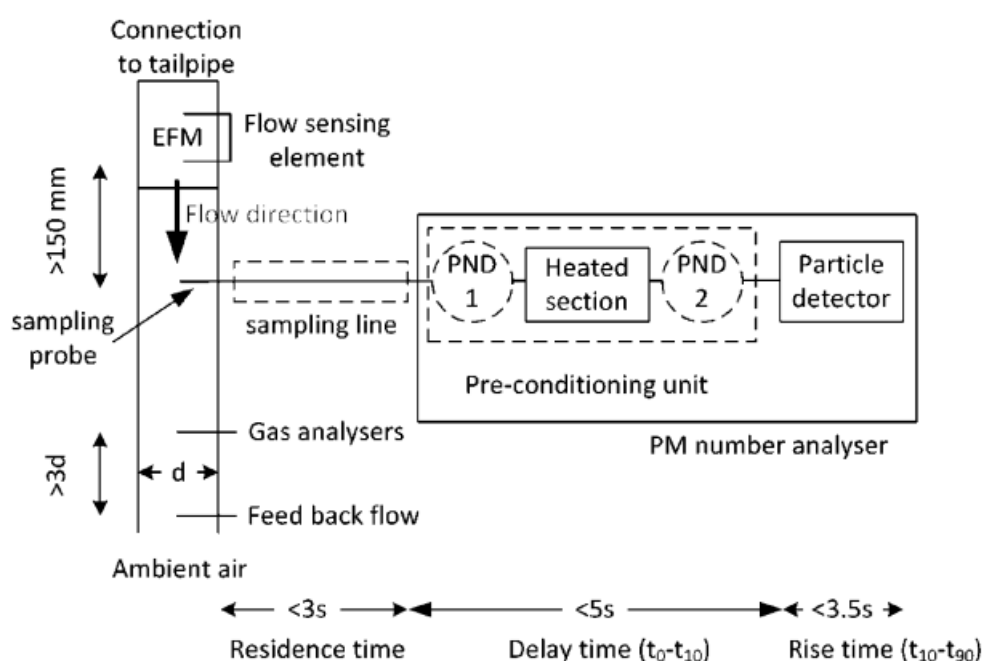 Connection
to tailpipe
EFM
Flow sensing
element
>150 mm
Flow direction
sampling
probe
sampling line
PND
1
Heated
section
PND
2
Particle
detector
Pre-conditioning unit
PM number analyser
Gas analysers
>3d
d
Feed back flow
Ambient air
<3s
<5s
<3.5s
Residence time
Delay time (t₀-t₁₀)
Rise time (t₁₀-t₉₀)